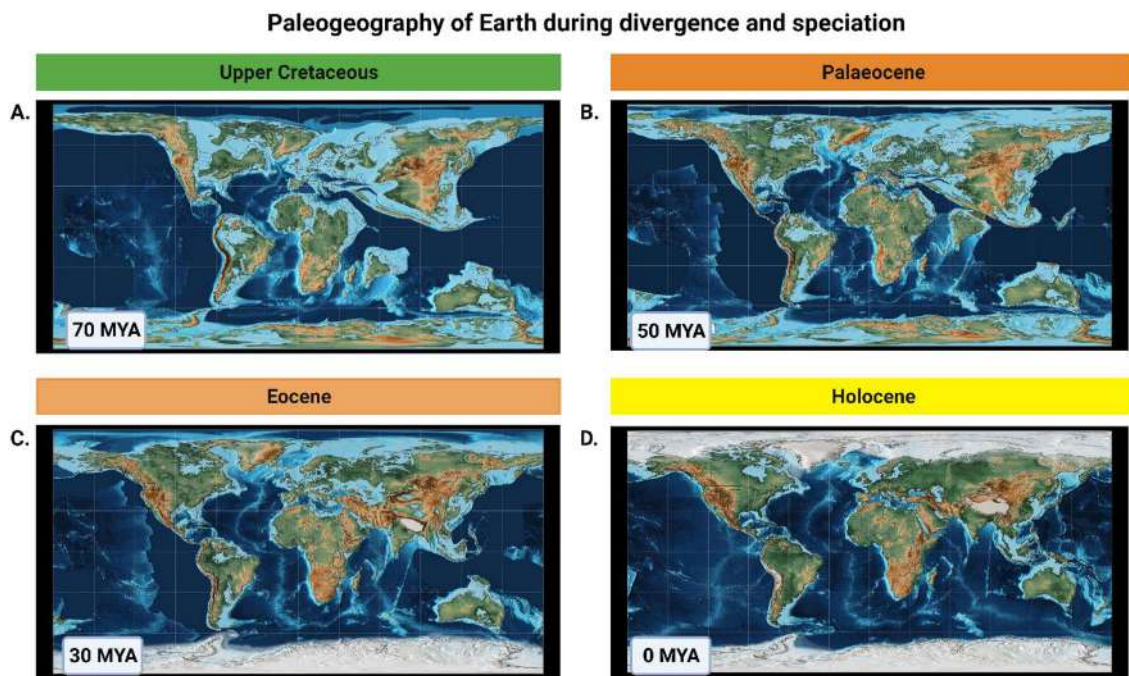 Paleogeography of Earth during divergence and speciation
Upper Cretaceous
A.
70 MYA
Palaeocene
B.
50 MYA
Eocene
C.
30 MYA
Holocene
D.
0 MYA